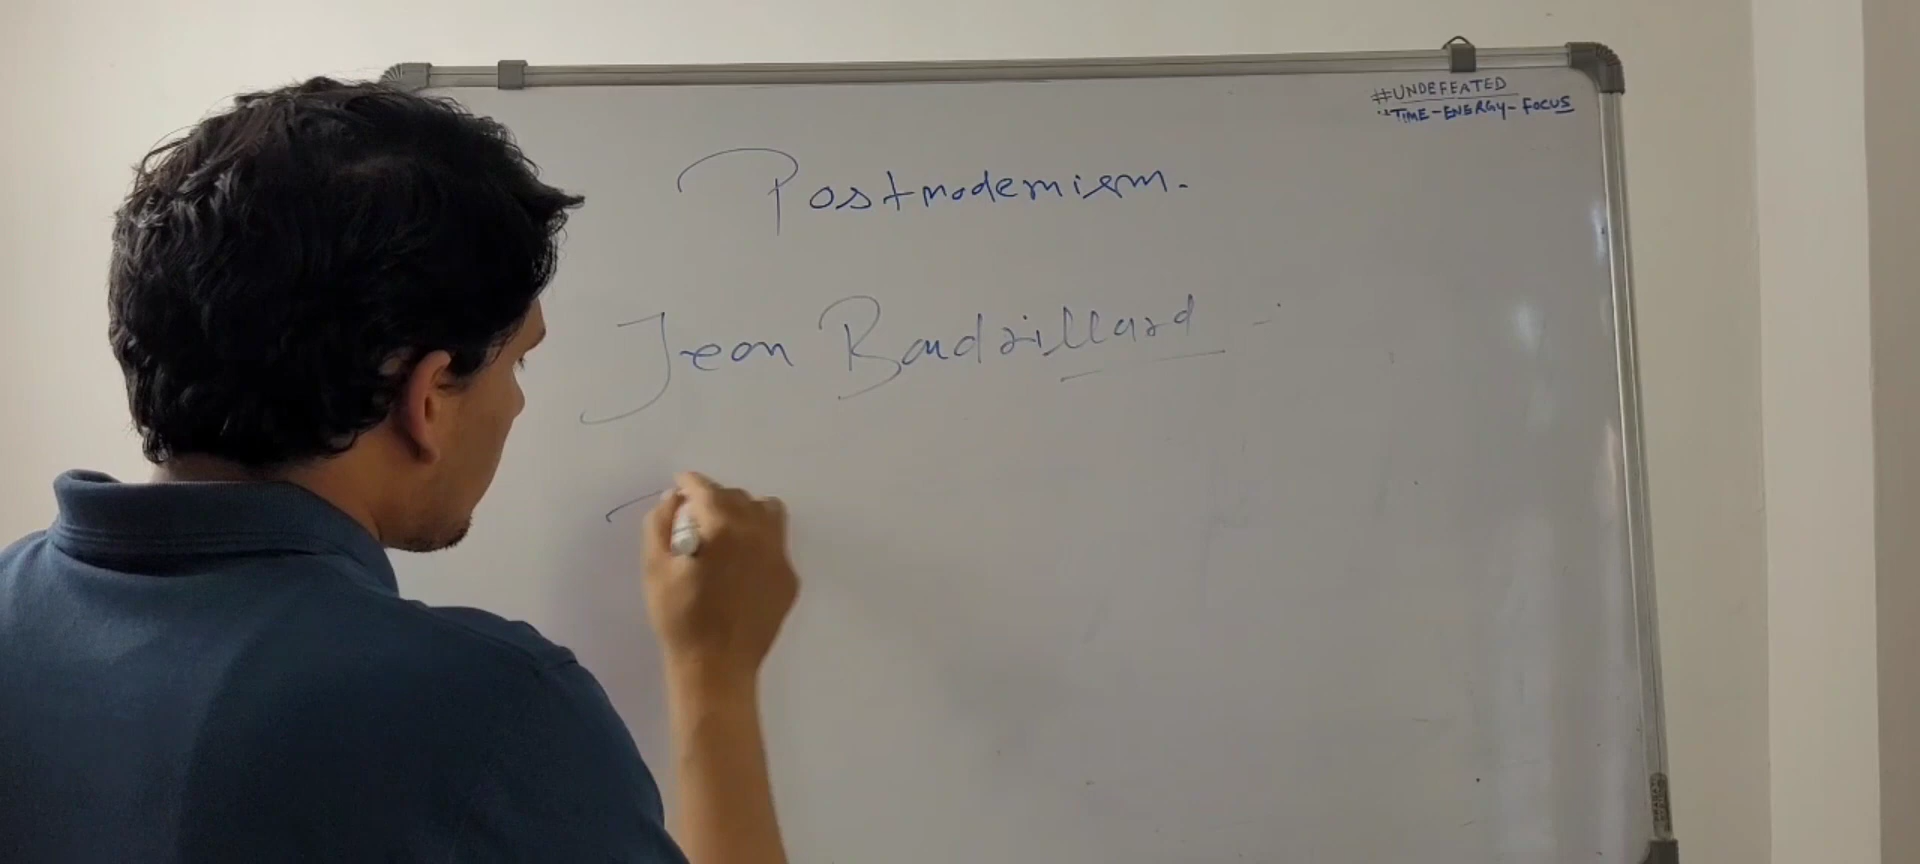 #UNDEFEATED
TIME-ENERGY-FOCUS
Postmodernism.
Jean Baudrillard -